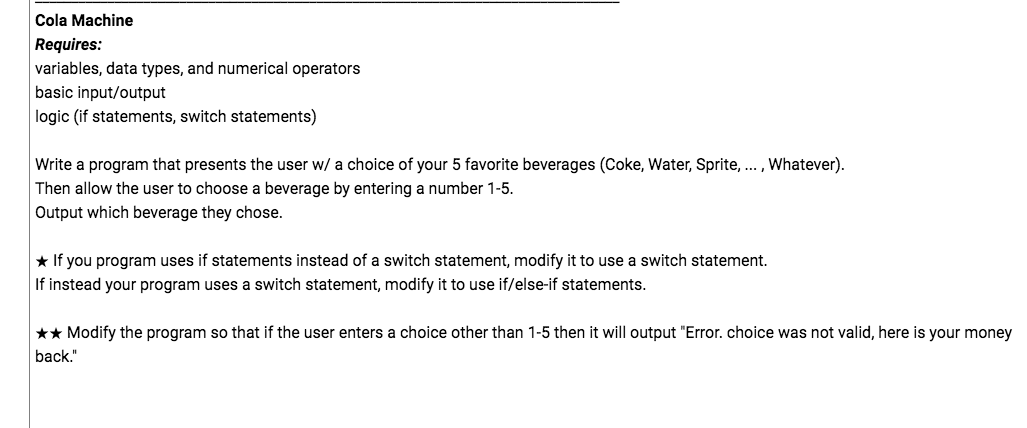 Cola Machine
Requires:
variables, data types, and numerical operators
basic input/output
logic (if statements, switch statements)
Write a program that presents the user w/ a choice of your 5 favorite beverages (Coke, Water, Sprite, ... , Whatever).
Then allow the user to choose a beverage by entering a number 1-5.
Output which beverage they chose.
★ If you program uses if statements instead of a switch statement, modify it to use a switch statement.
If instead your program uses a switch statement, modify it to use if/else-if statements.
★★ Modify the program so that if the user enters a choice other than 1-5 then it will output "Error. choice was not valid, here is your money
back."